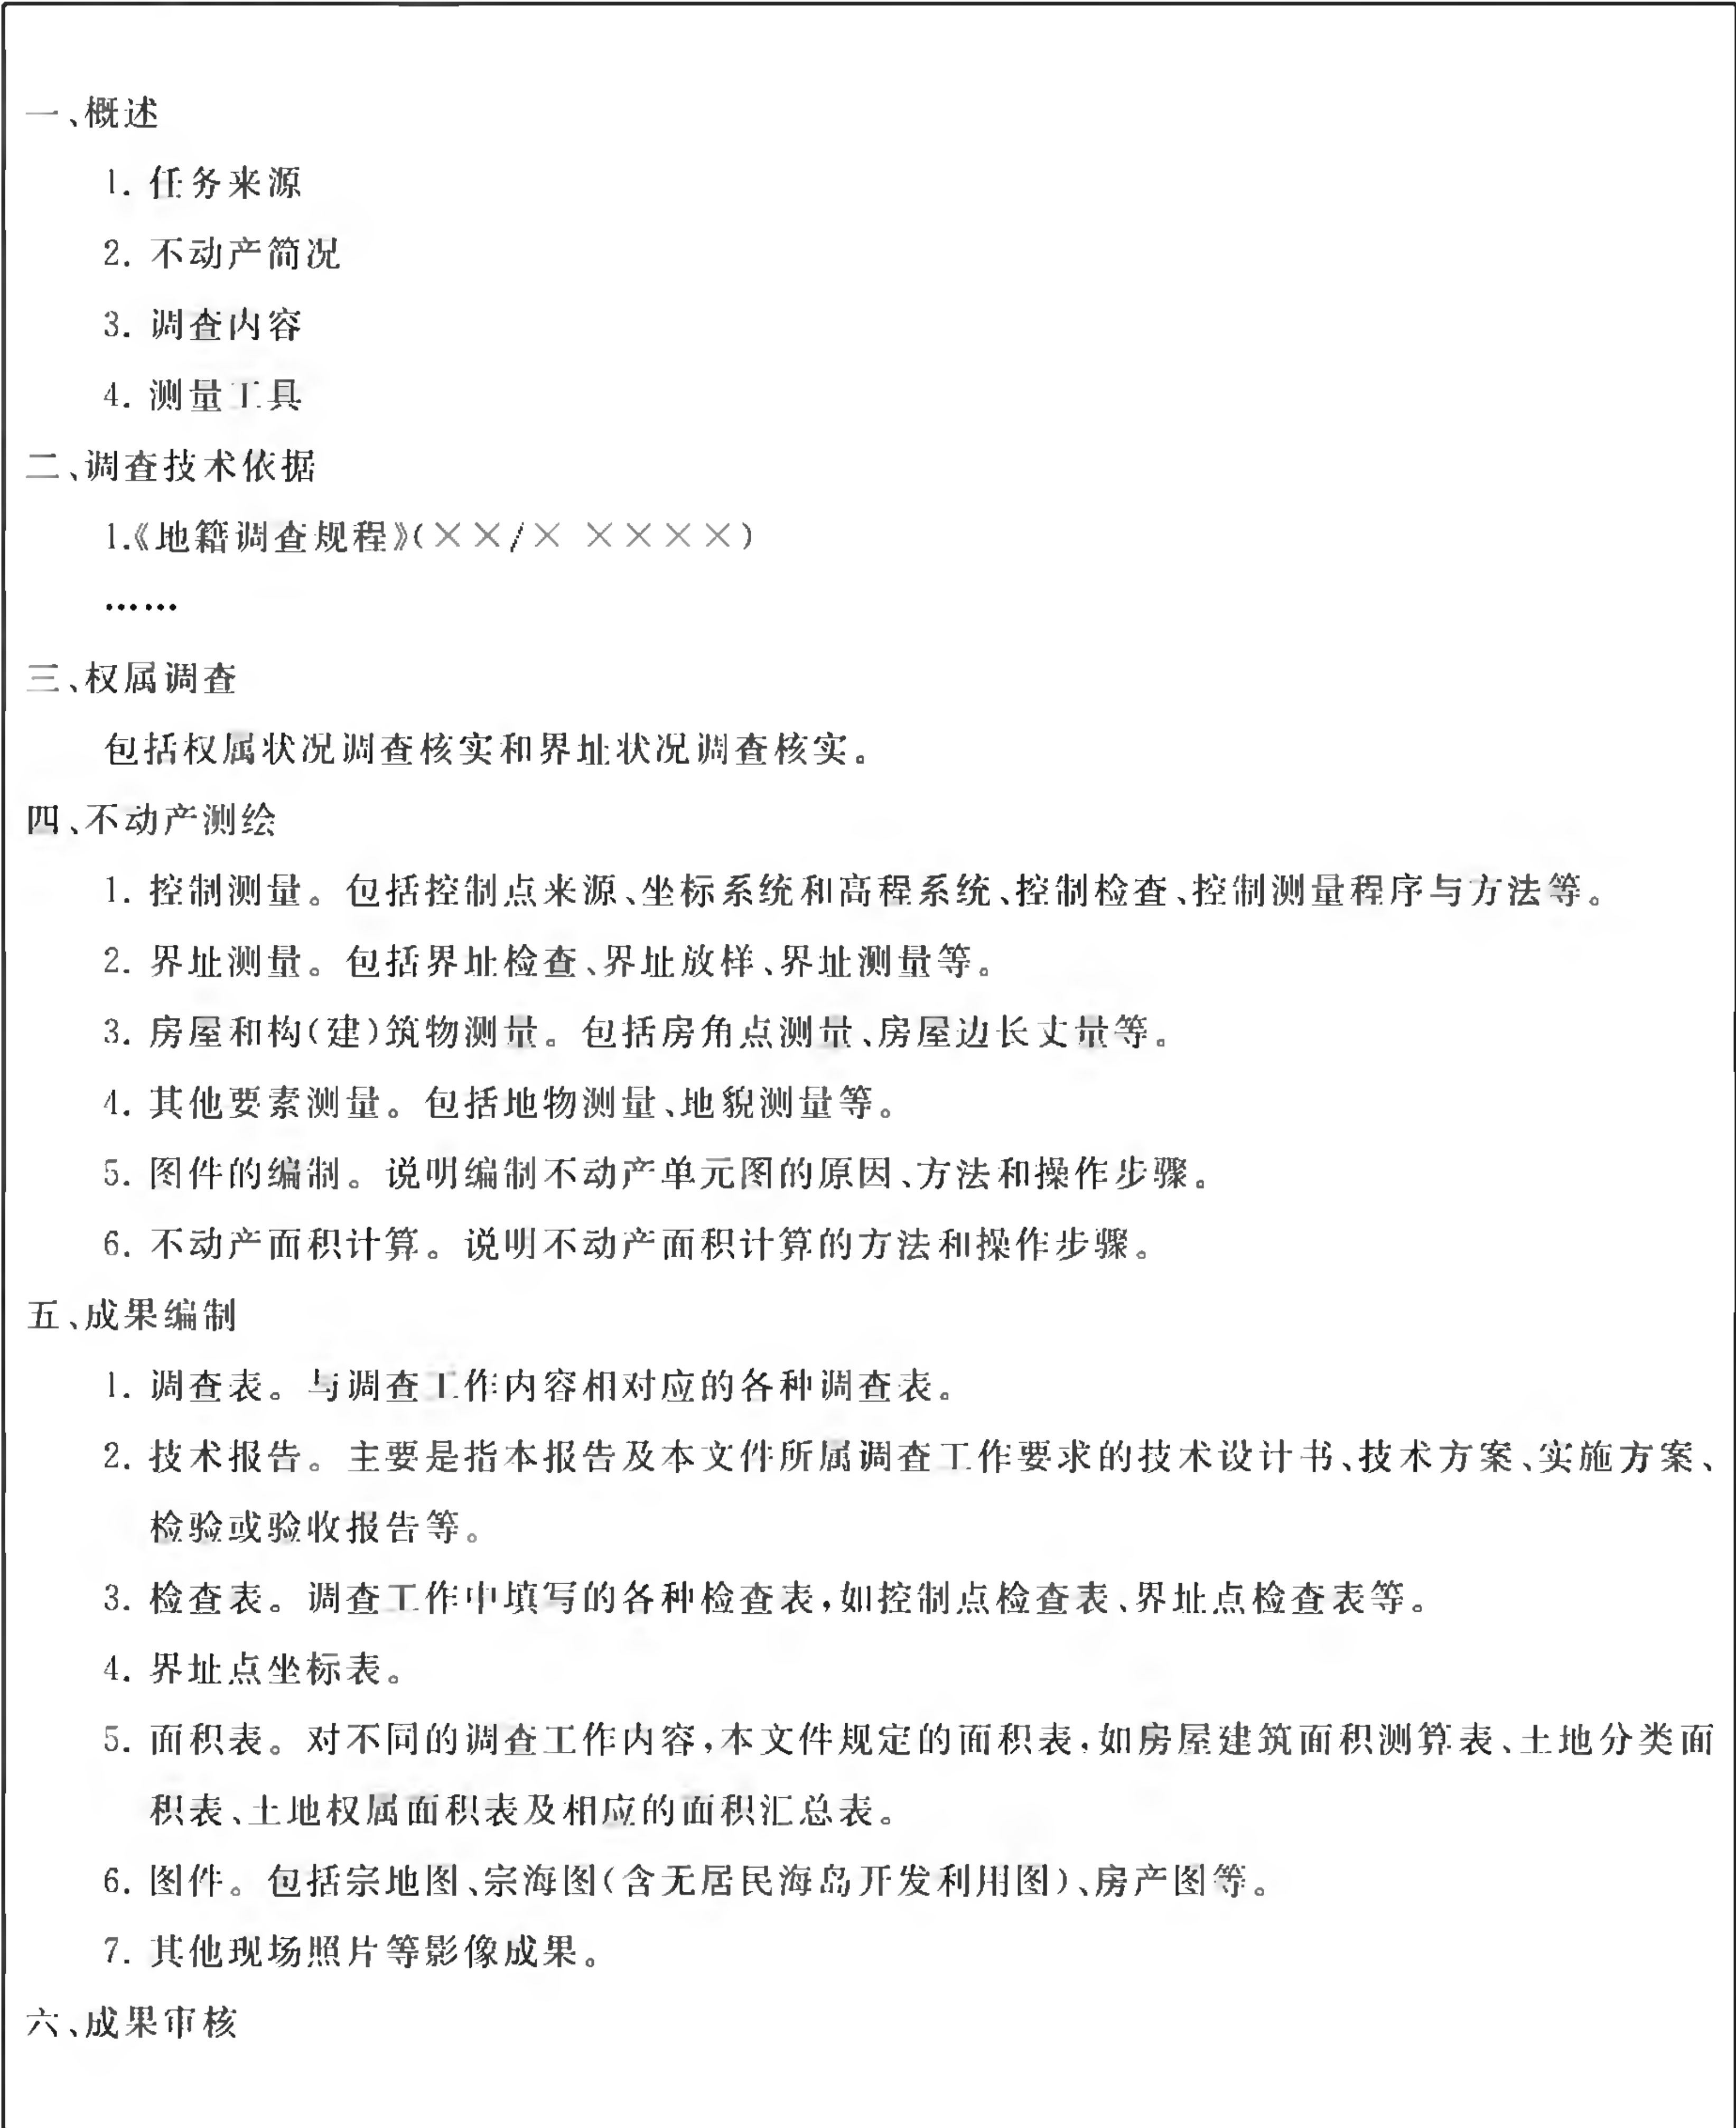 一、概述
1. 任务来源
2. 不动产简况
3. 调查内容
4. 测量工具
二、调查技术依据
1.《地籍调查规程》(××/× ××××)
……
三、权属调查
包括权属状况调查核实和界址状况调查核实。
四、不动产测绘
1. 控制测量。包括控制点来源、坐标系统和高程系统、控制检查、控制测量程序与方法等。
2. 界址测量。包括界址检查、界址放样、界址测量等。
3. 房屋和构(建)筑物测量。包括房角点测量、房屋边长丈量等。
4. 其他要素测量。包括地物测量、地貌测量等。
5. 图件的编制。说明编制不动产单元图的原因、方法和操作步骤。
6. 不动产面积计算。说明不动产面积计算的方法和操作步骤。
五、成果编制
1. 调查表。与调查工作内容相对应的各种调查表。
2. 技术报告。主要是指本报告及本文件所属调查工作要求的技术设计书、技术方案、实施方案、
检验或验收报告等。
3. 检查表。调查工作中填写的各种检查表,如控制点检查表、界址点检查表等。
4. 界址点坐标表。
5. 面积表。对不同的调查工作内容,本文件规定的面积表,如房屋建筑面积测算表、土地分类面
积表、土地权属面积表及相应的面积汇总表。
6. 图件。包括宗地图、宗海图(含无居民海岛开发利用图)、房产图等。
7. 其他现场照片等影像成果。
六、成果审核